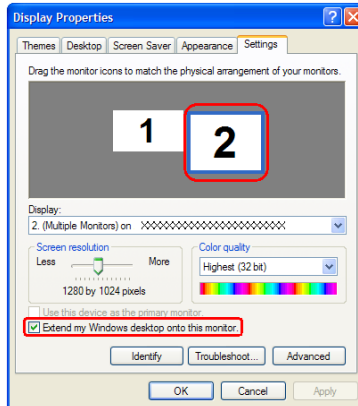 Display Properties
Themes Desktop Screen Saver Appearance Settings
Drag the monitor icons to match the physical arrangement of your monitors.
1 2
Display:
2. (Multiple Monitors) on XXXXXXXXXXXXXXXXXXXXXXX
Screen resolution
Less More
1280 by 1024 pixels
Color quality
Highest (32 bit)
Use this device as the primary monitor.
Extend my Windows desktop onto this monitor.
Identify Troubleshoot... Advanced
OK Cancel Apply